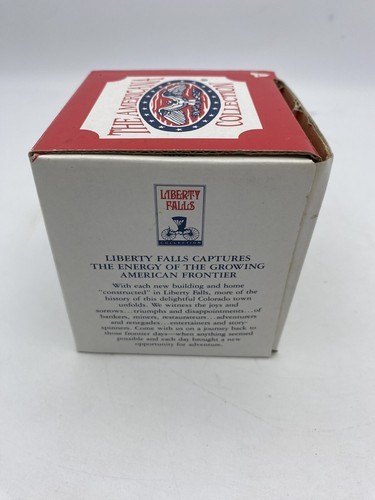 THE AMERICANA
COLLECTION
®
LIBERTY
FALLS
COLLECTION
LIBERTY FALLS CAPTURES
THE ENERGY OF THE GROWING
AMERICAN FRONTIER
With each new building and home
"constructed" in Liberty Falls, more of the
history of this delightful Colorado town
unfolds. We witness the joys and
sorrows...triumphs and disappointments...of
bankers, miners, restaurateurs...adventurers
and renegades...entertainers and story-
spinners. Come with us on a journey back to
those frontier days—when anything seemed
possible and each day brought a new
opportunity for adventure.